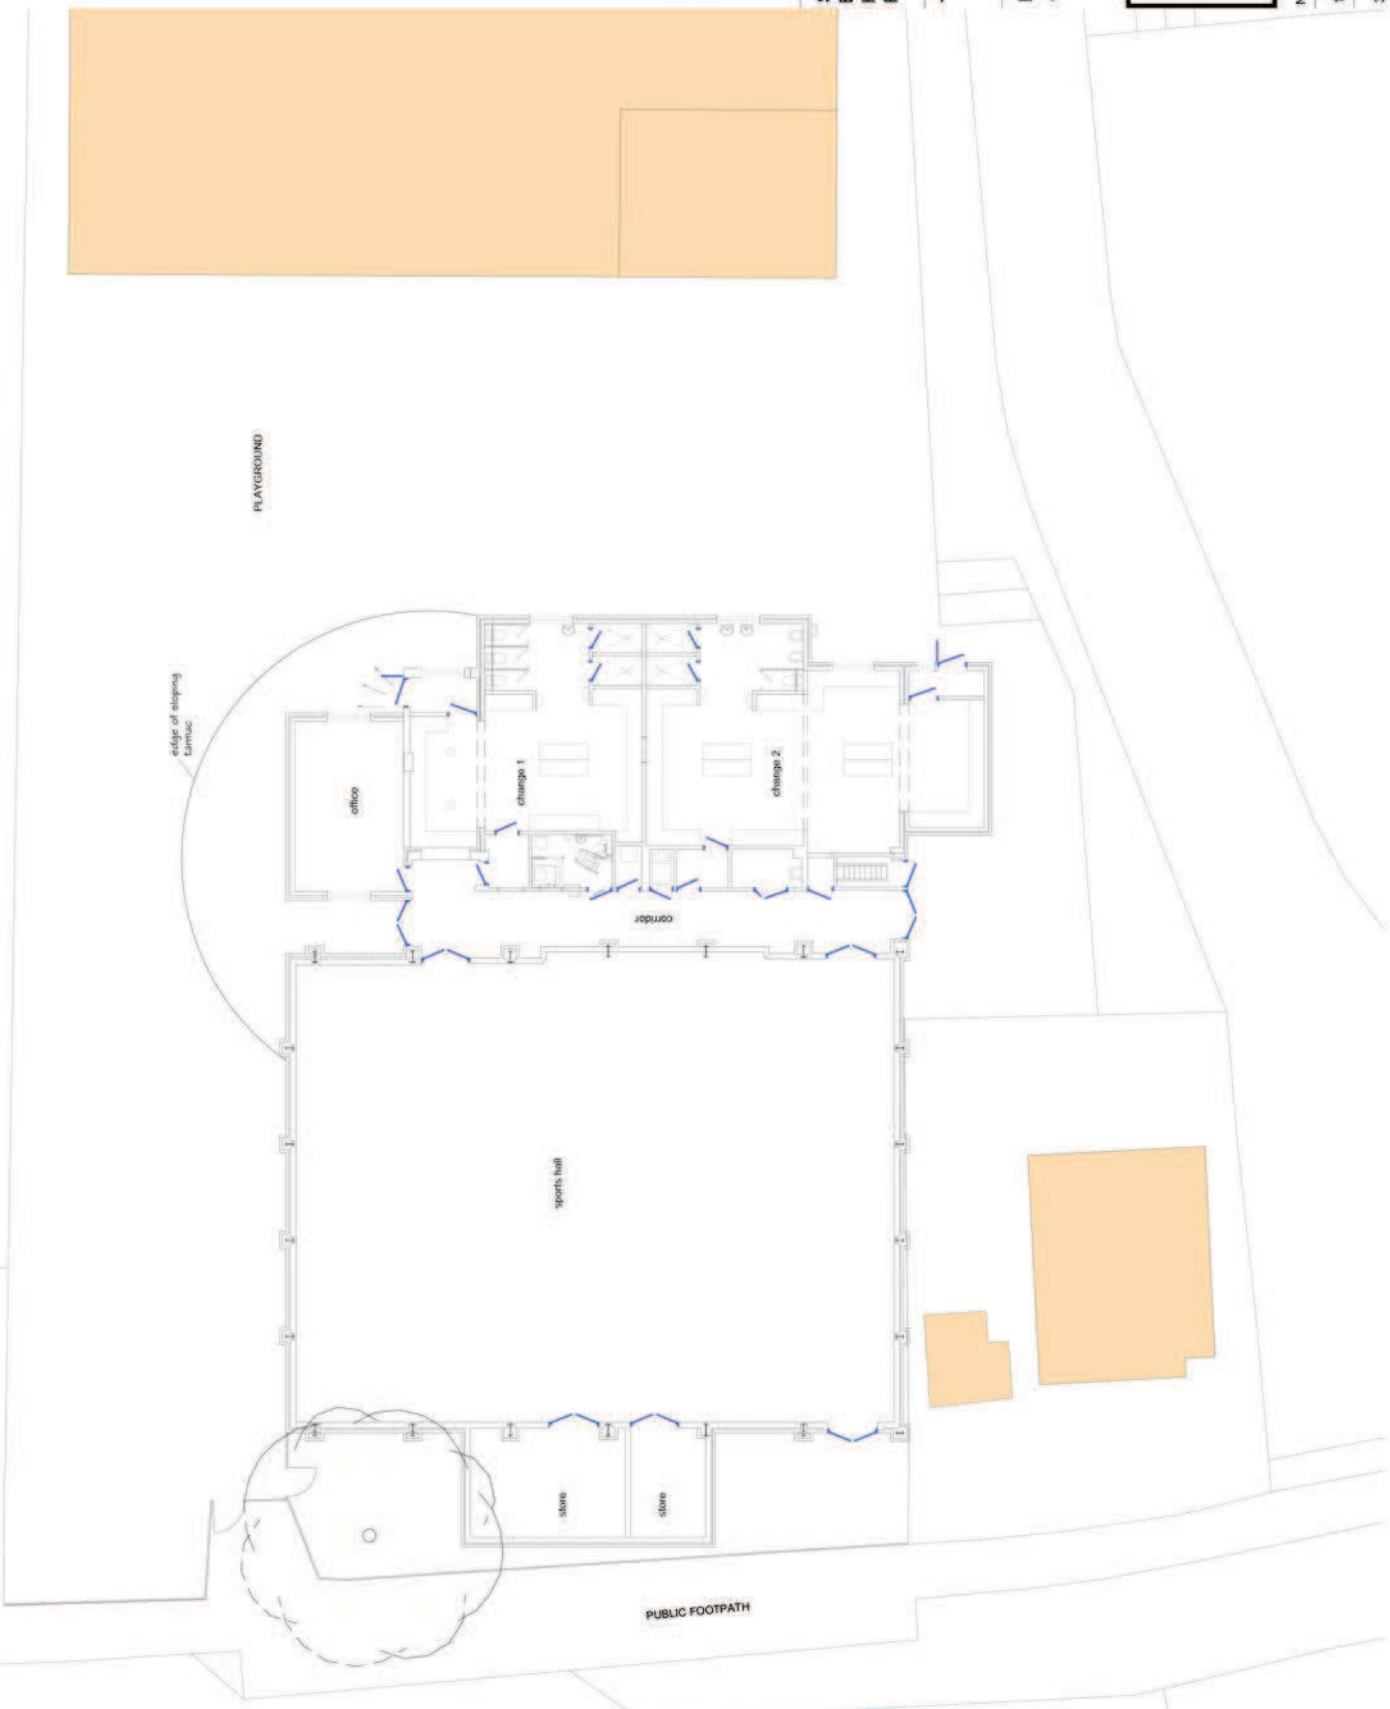 PLAYGROUND
edge of sloping
tarmac
office
change 1
change 2
corridor
sports hall
store
store
PUBLIC FOOTPATH